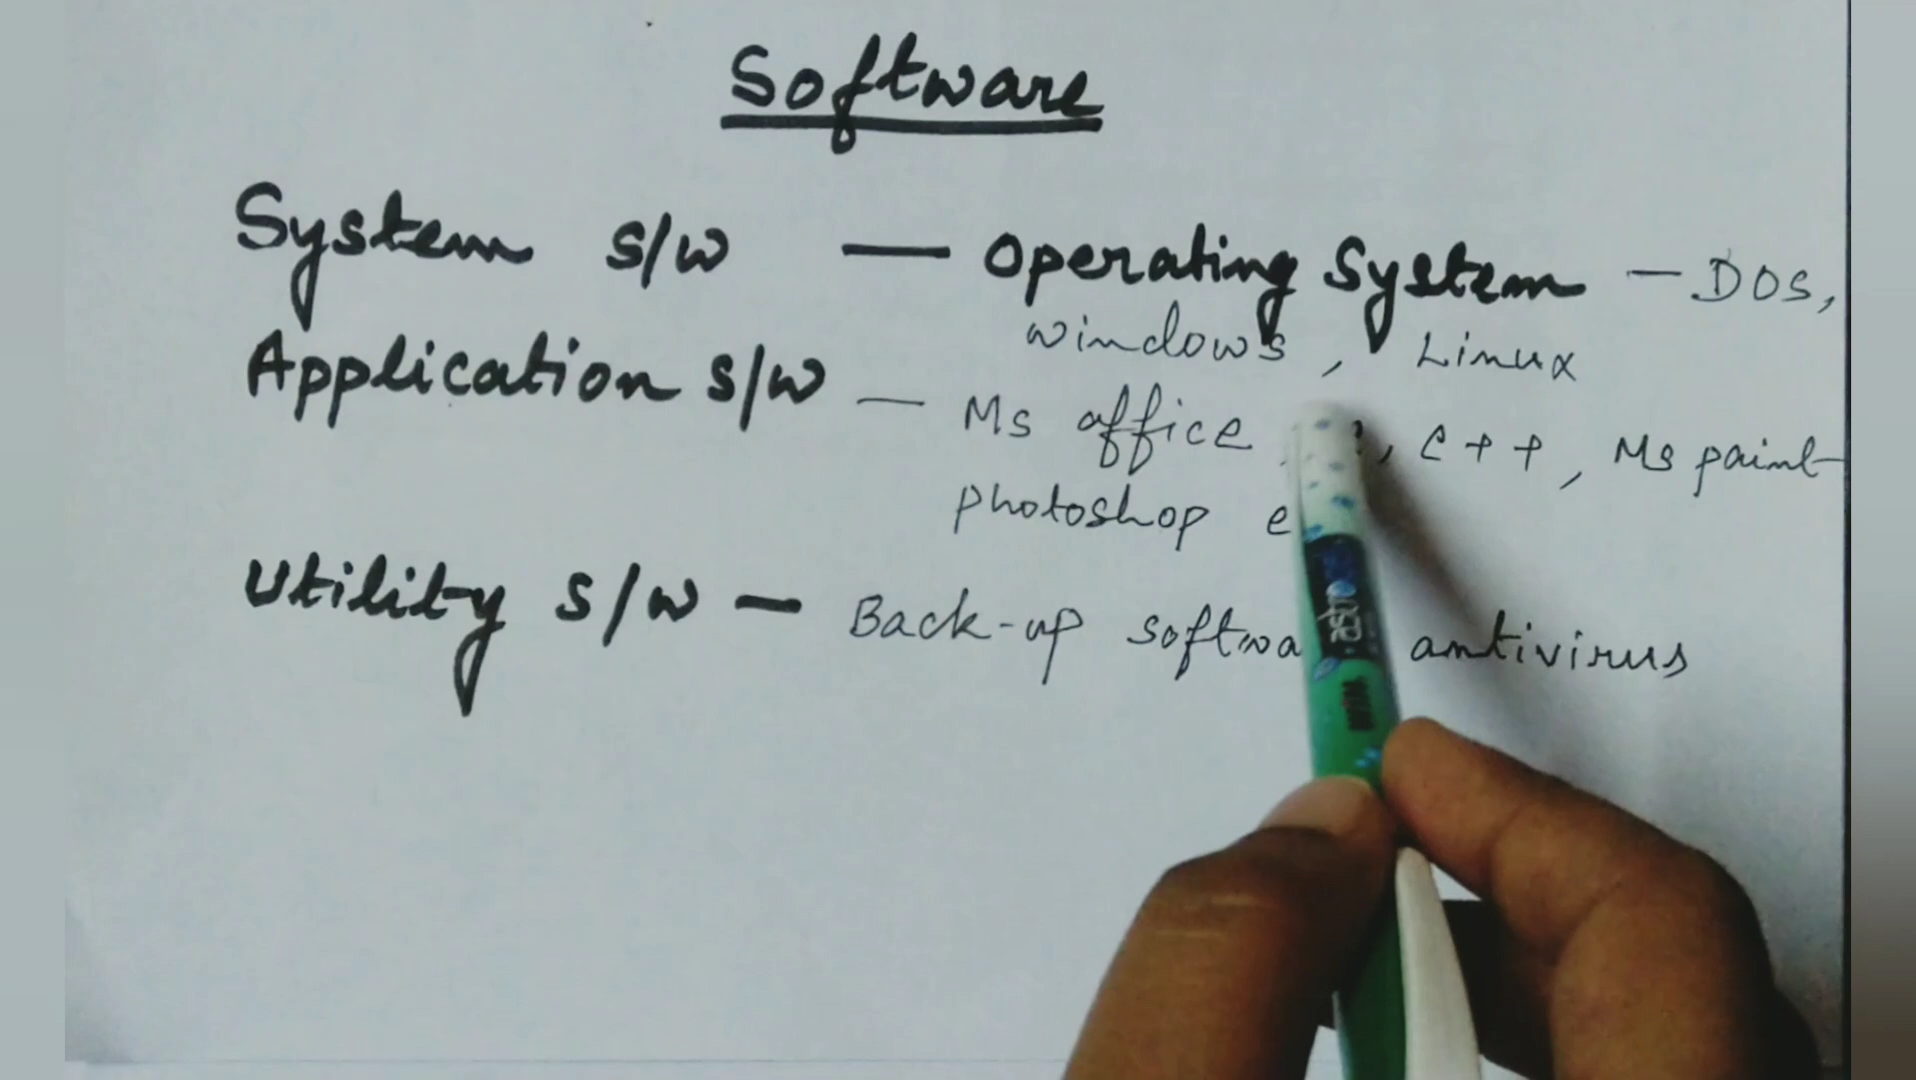 Software
System s/w — Operating System — DOS,
windows, Linux
Application s/w — Ms office , C++, Ms paint
photoshop
Utility s/w — Back-up antivirus